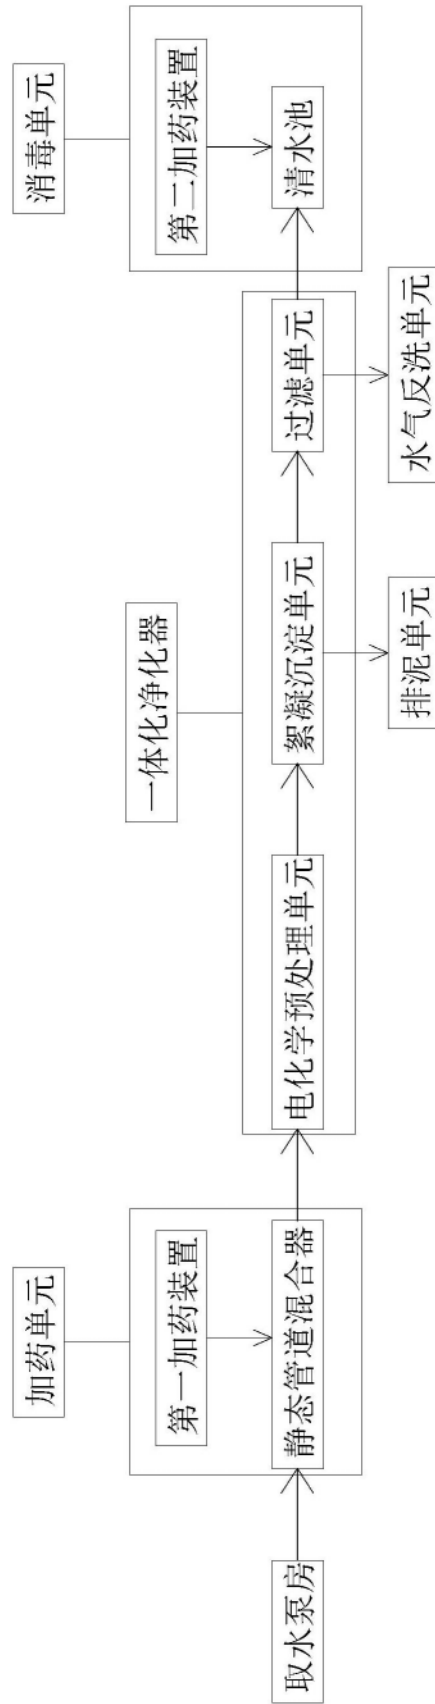 加药单元
一体化净化器
消毒单元
第一加药装置
第二加药装置
取水泵房
静态管道混合器
电化学预处理单元
絮凝沉淀单元
过滤单元
清水池
排泥单元
水气反洗单元